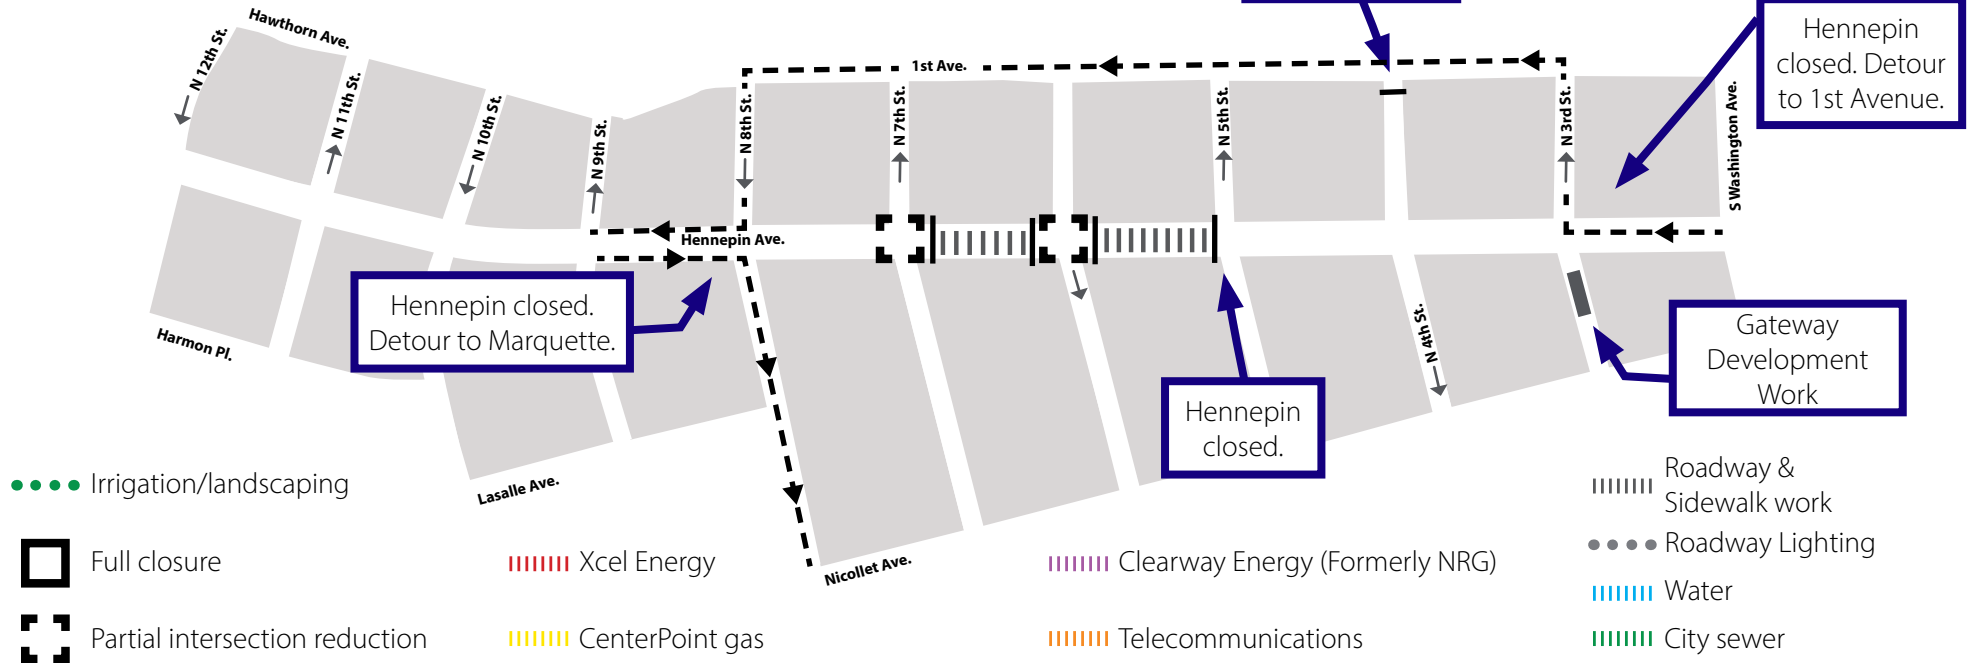 Hawthorn Ave.
N 12th St.
N 11th St.
N 10th St.
N 9th St.
N 8th St.
1st Ave.
N 7th St.
N 5th St.
N 3rd St.
S Washington Ave.
Hennepin
closed. Detour
to 1st Avenue.
Hennepin Ave.
Hennepin closed.
Detour to Marquette.
Harmon Pl.
N 4th St.
Gateway
Development
Work
Hennepin
closed.
Lasalle Ave.
Nicollet Ave.
Irrigation/landscaping
Full closure
Partial intersection reduction
Xcel Energy
CenterPoint gas
Clearway Energy (Formerly NRG)
Telecommunications
Roadway &
Sidewalk work
Roadway Lighting
Water
City sewer